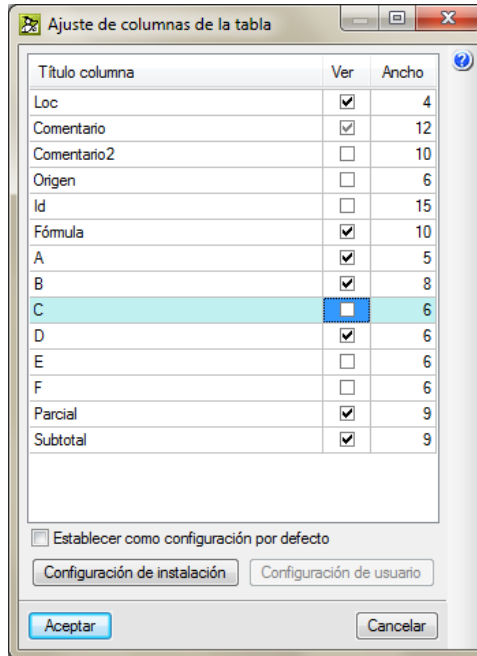 Ajuste de columnas de la tabla
Título columna Ver Ancho
Loc 4
Comentario 12
Comentario2 10
Origen 6
Id 15
Fórmula 10
A 5
B 8
C 6
D 6
E 6
F 6
Parcial 9
Subtotal 9
Establecer como configuración por defecto
Configuración de instalación Configuración de usuario
Aceptar Cancelar